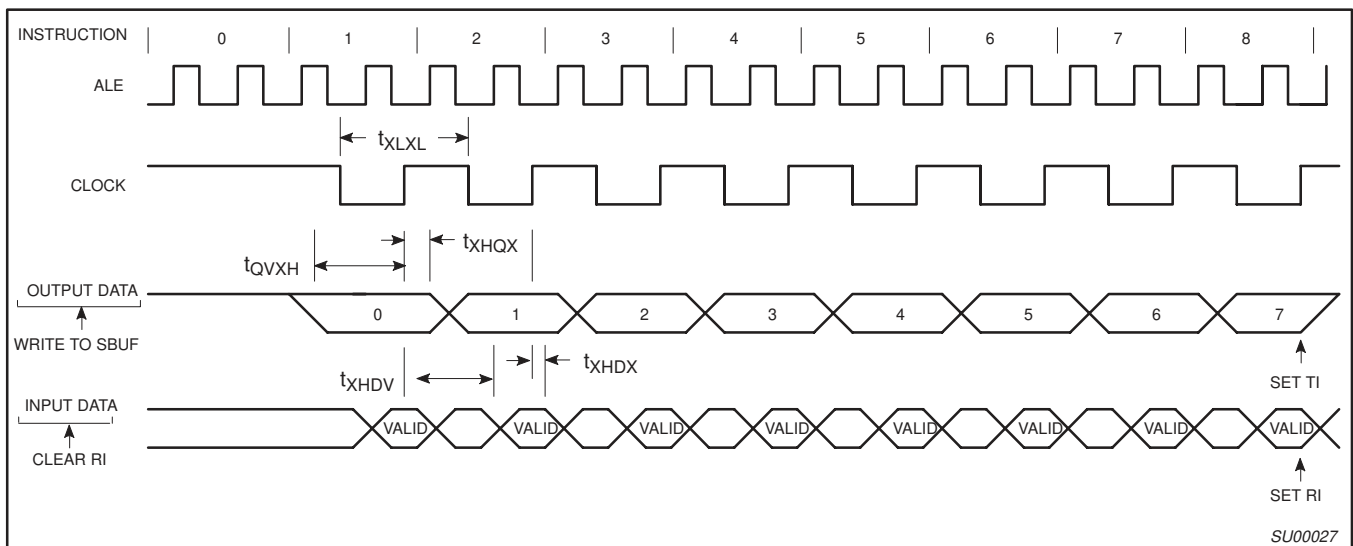 INSTRUCTION 0 1 2 3 4 5 6 7 8
ALE
tXLXL
CLOCK
tXHQX
tQVXH
OUTPUT DATA
0 1 2 3 4 5 6 7
WRITE TO SBUF
tXHDX
tXHDV
SET TI
INPUT DATA
VALID VALID VALID VALID VALID VALID VALID VALID
CLEAR RI
SET RI
SU00027